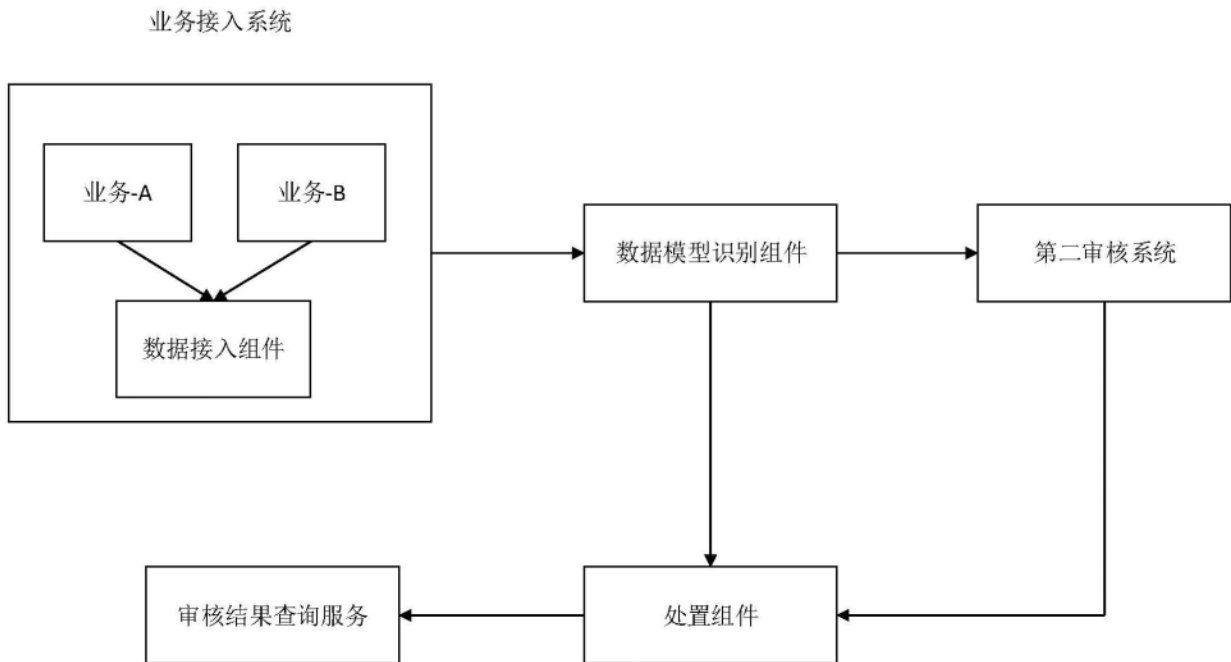 业务接入系统
业务-A
业务-B
数据接入组件
数据模型识别组件
第二审核系统
审核结果查询服务
处置组件